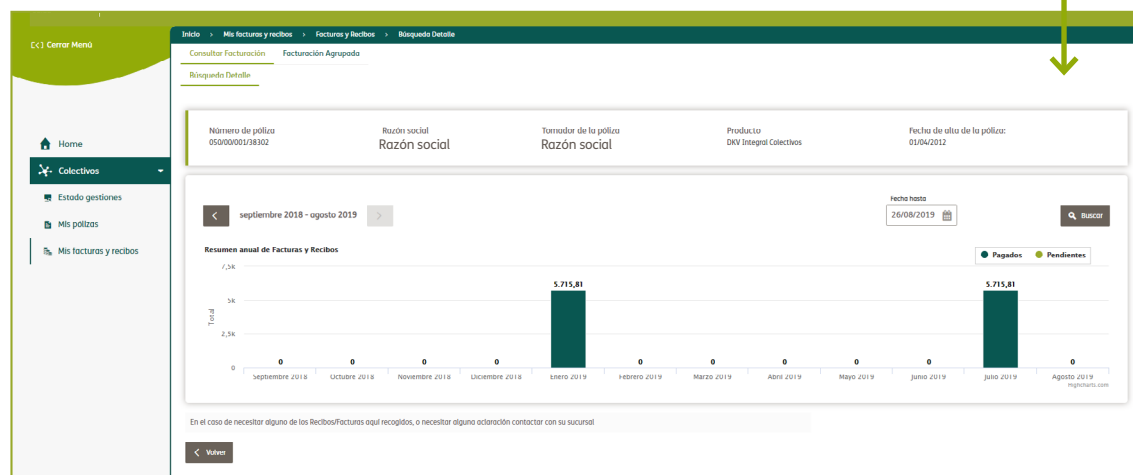 [<] Cerrar Menú
Inicio > Mis facturas y recibos > Facturas y Recibos > Búsqueda Detalle
Consultar Facturación Facturación Agrupada
Búsqueda Detalle
Home
Colectivos
Estado gestiones
Mis pólizas
Mis facturas y recibos
Número de póliza
050/00/001/38302
Razón social
Razón social
Tomador de la póliza
Razón social
Producto
DKV Integral Colectivos
Fecha de alta de la póliza:
01/04/2012
< septiembre 2018 - agosto 2019 >
Fecha hasta
26/08/2019
Buscar
Resumen anual de Facturas y Recibos
Pagados Pendientes
7,5k
5k
2,5k
0
Total
0 0 0 0 5.715,81 0 0 0 0 0 5.715,81 0
Septiembre 2018 Octubre 2018 Noviembre 2018 Diciembre 2018 Enero 2019 Febrero 2019 Marzo 2019 Abril 2019 Mayo 2019 Junio 2019 Julio 2019 Agosto 2019
Highcharts.com
En el caso de necesitar alguno de los Recibos/Facturas aquí recogidos, o necesitar alguna aclaración contactar con su sucursal
< Volver